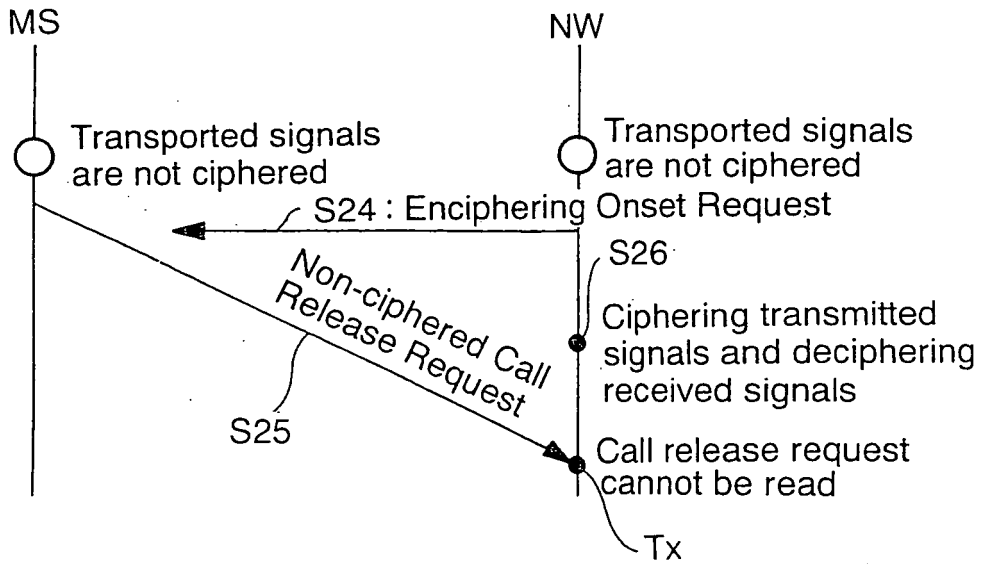 MS
NW
Transported signals
are not ciphered
Transported signals
are not ciphered
S24 : Enciphering Onset Request
S26
Non-ciphered Call
Release Request
Ciphering transmitted
signals and deciphering
received signals
S25
Call release request
cannot be read
Tx